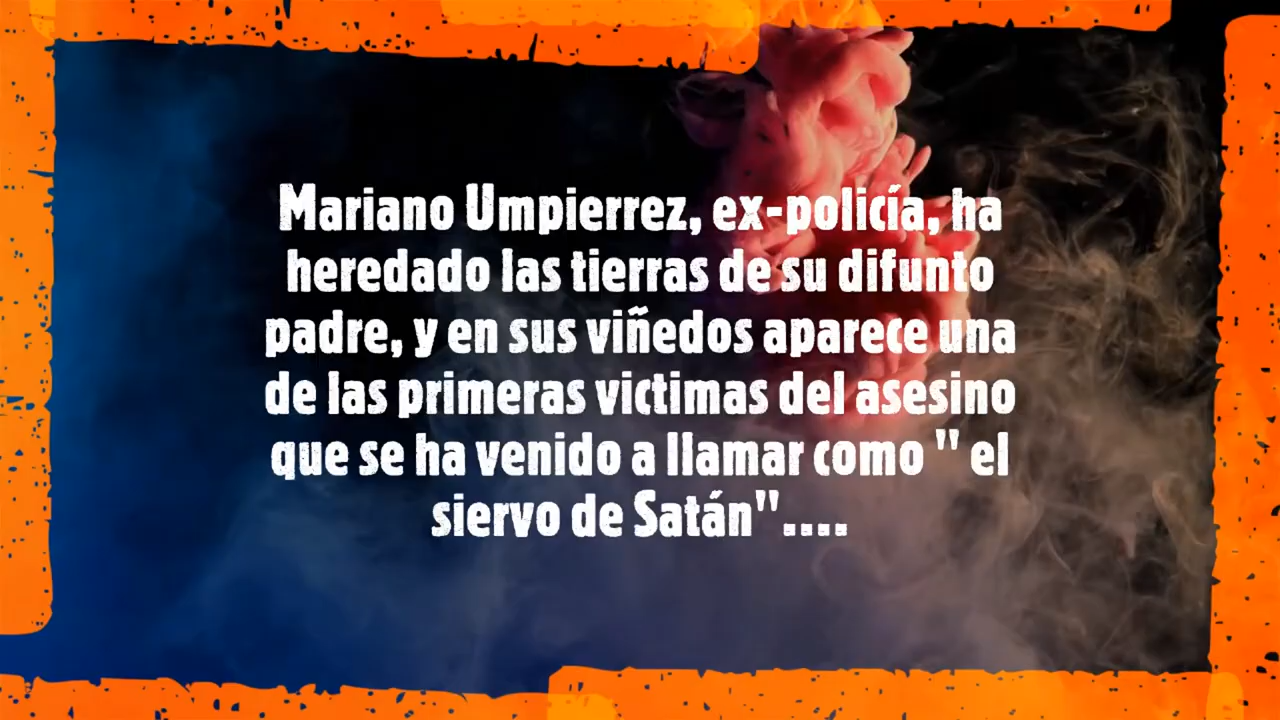 Mariano Umpierrez, ex-policía, ha
heredado las tierras de su difunto
padre, y en sus viñedos aparece una
de las primeras victimas del asesino
que se ha venido a llamar como " el
siervo de Satán"....